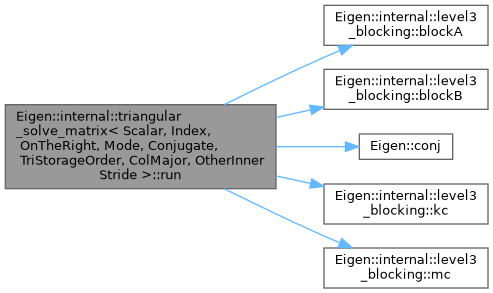 Eigen::internal::triangular
_solve_matrix< Scalar, Index,
OnTheRight, Mode, Conjugate,
TriStorageOrder, ColMajor, OtherInner
Stride >::run
Eigen::internal::level3
_blocking::blockA
Eigen::internal::level3
_blocking::blockB
Eigen::conj
Eigen::internal::level3
_blocking::kc
Eigen::internal::level3
_blocking::mc